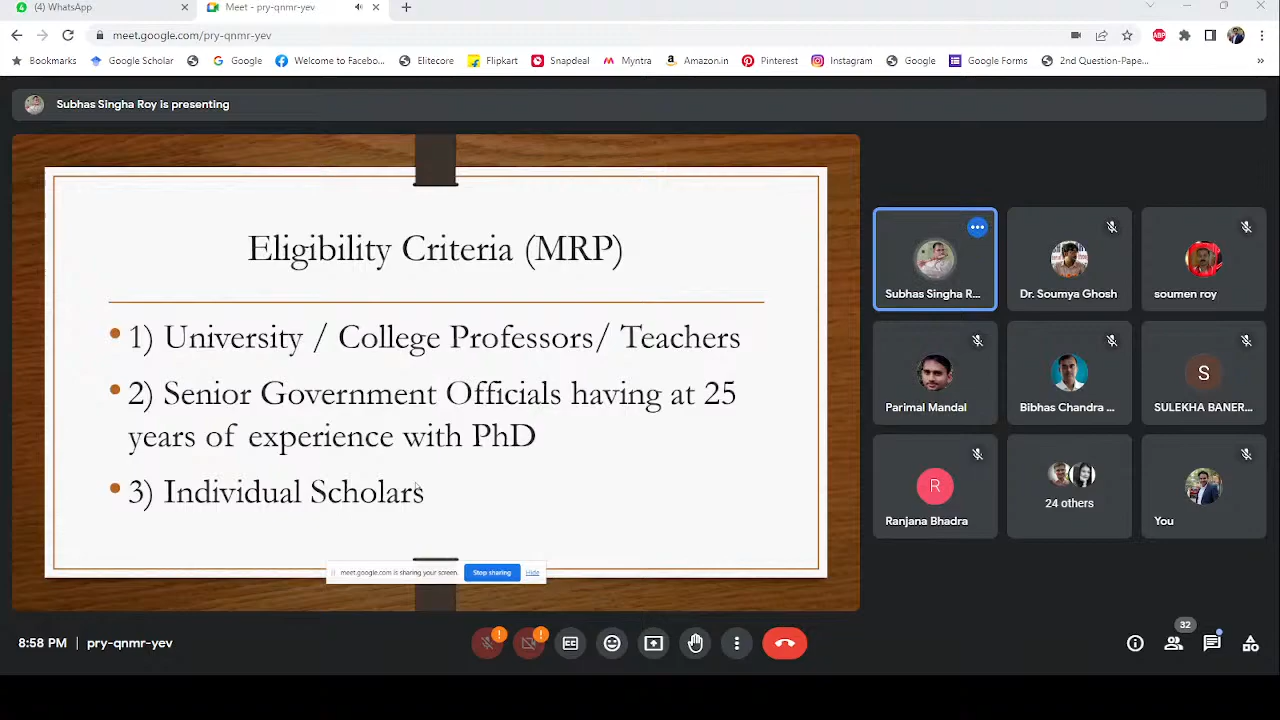 (4) WhatsApp
Meet - pry-qnmr-yev
meet.google.com/pry-qnmr-yev
ABP
Bookmarks
Google Scholar
Google
Welcome to Facebo...
Elitecore
Flipkart
Snapdeal
Myntra
Amazon.in
Pinterest
Instagram
Google
Google Forms
2nd Question-Pape...
»
Subhas Singha Roy is presenting
Eligibility Criteria (MRP)
• 1) University / College Professors/ Teachers
• 2) Senior Government Officials having at 25
years of experience with PhD
• 3) Individual Scholars
meet.google.com is sharing your screen.
Stop sharing
Hide
Subhas Singha R...
Dr. Soumya Ghosh
soumen roy
Parimal Mandal
Bibhas Chandra ...
S
SULEKHA BANER...
R
Ranjana Bhadra
24 others
You
8:58 PM | pry-qnmr-yev
!
!
CC
32